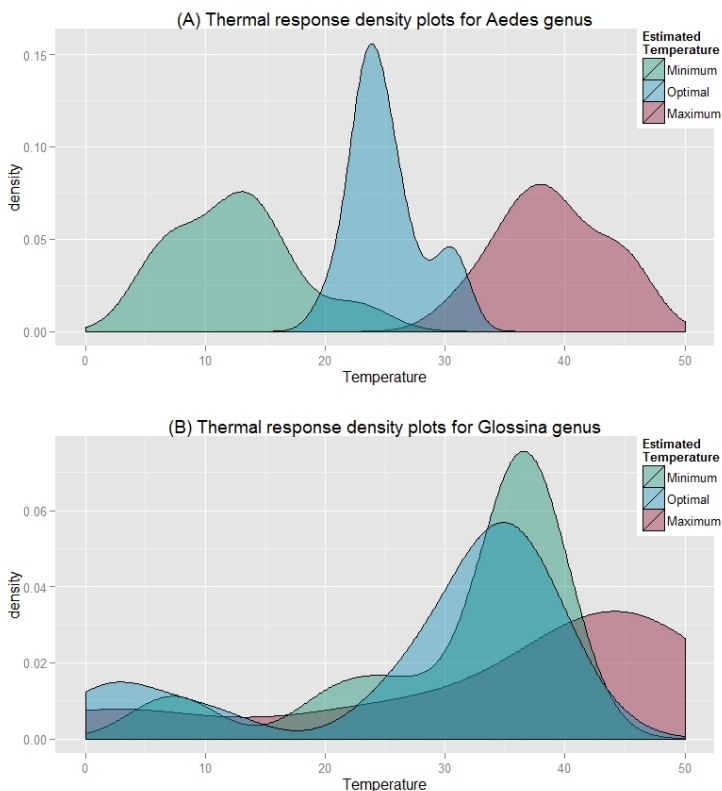 (A) Thermal response density plots for Aedes genus
Estimated
Temperature
Minimum
Optimal
Maximum
0.15
0.10
0.05
0.00
density
0 10 20 30 40 50
Temperature
(B) Thermal response density plots for Glossina genus
Estimated
Temperature
Minimum
Optimal
Maximum
0.06
0.04
0.02
0.00
density
0 10 20 30 40 50
Temperature